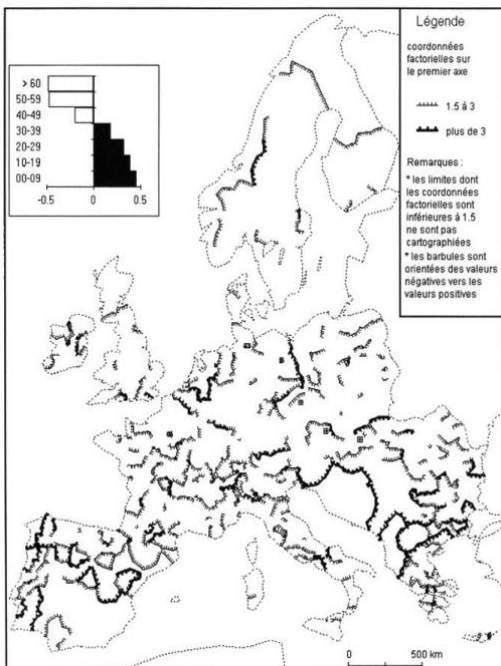 Légende
coordonnées
factorielles sur
le premier axe
1.5 à 3
plus de 3
Remarques :
* les limites dont
les coordonnées
factorielles sont
inférieures à 1.5
ne sont pas
cartographiées
* les barbules sont
orientées des valeurs
négatives vers les
valeurs positives
> 60
50-59
40-49
30-39
20-29
10-19
00-09
-0.5
0
0.5
0
500 km